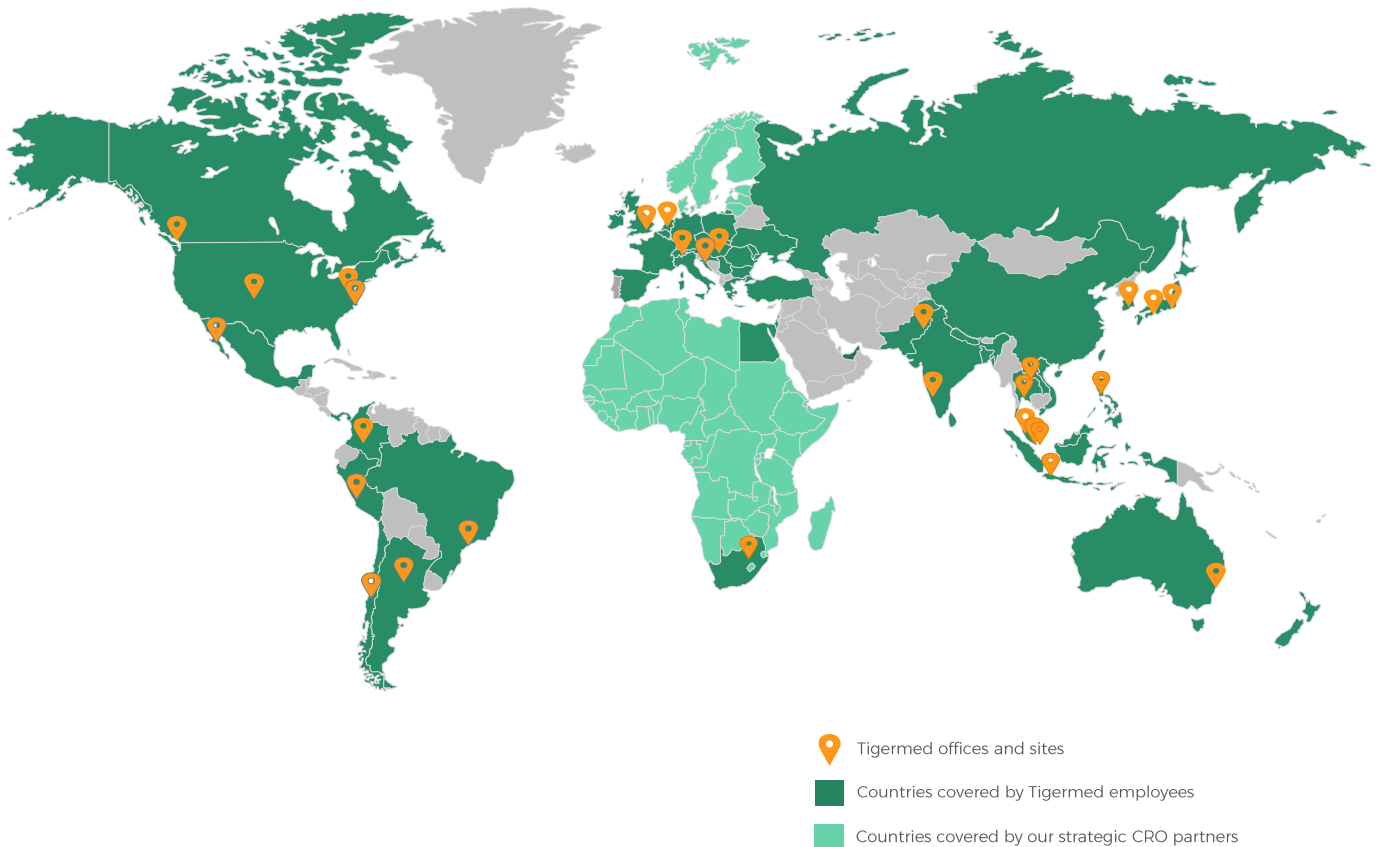 Tigermed offices and sites
Countries covered by Tigermed employees
Countries covered by our strategic CRO partners